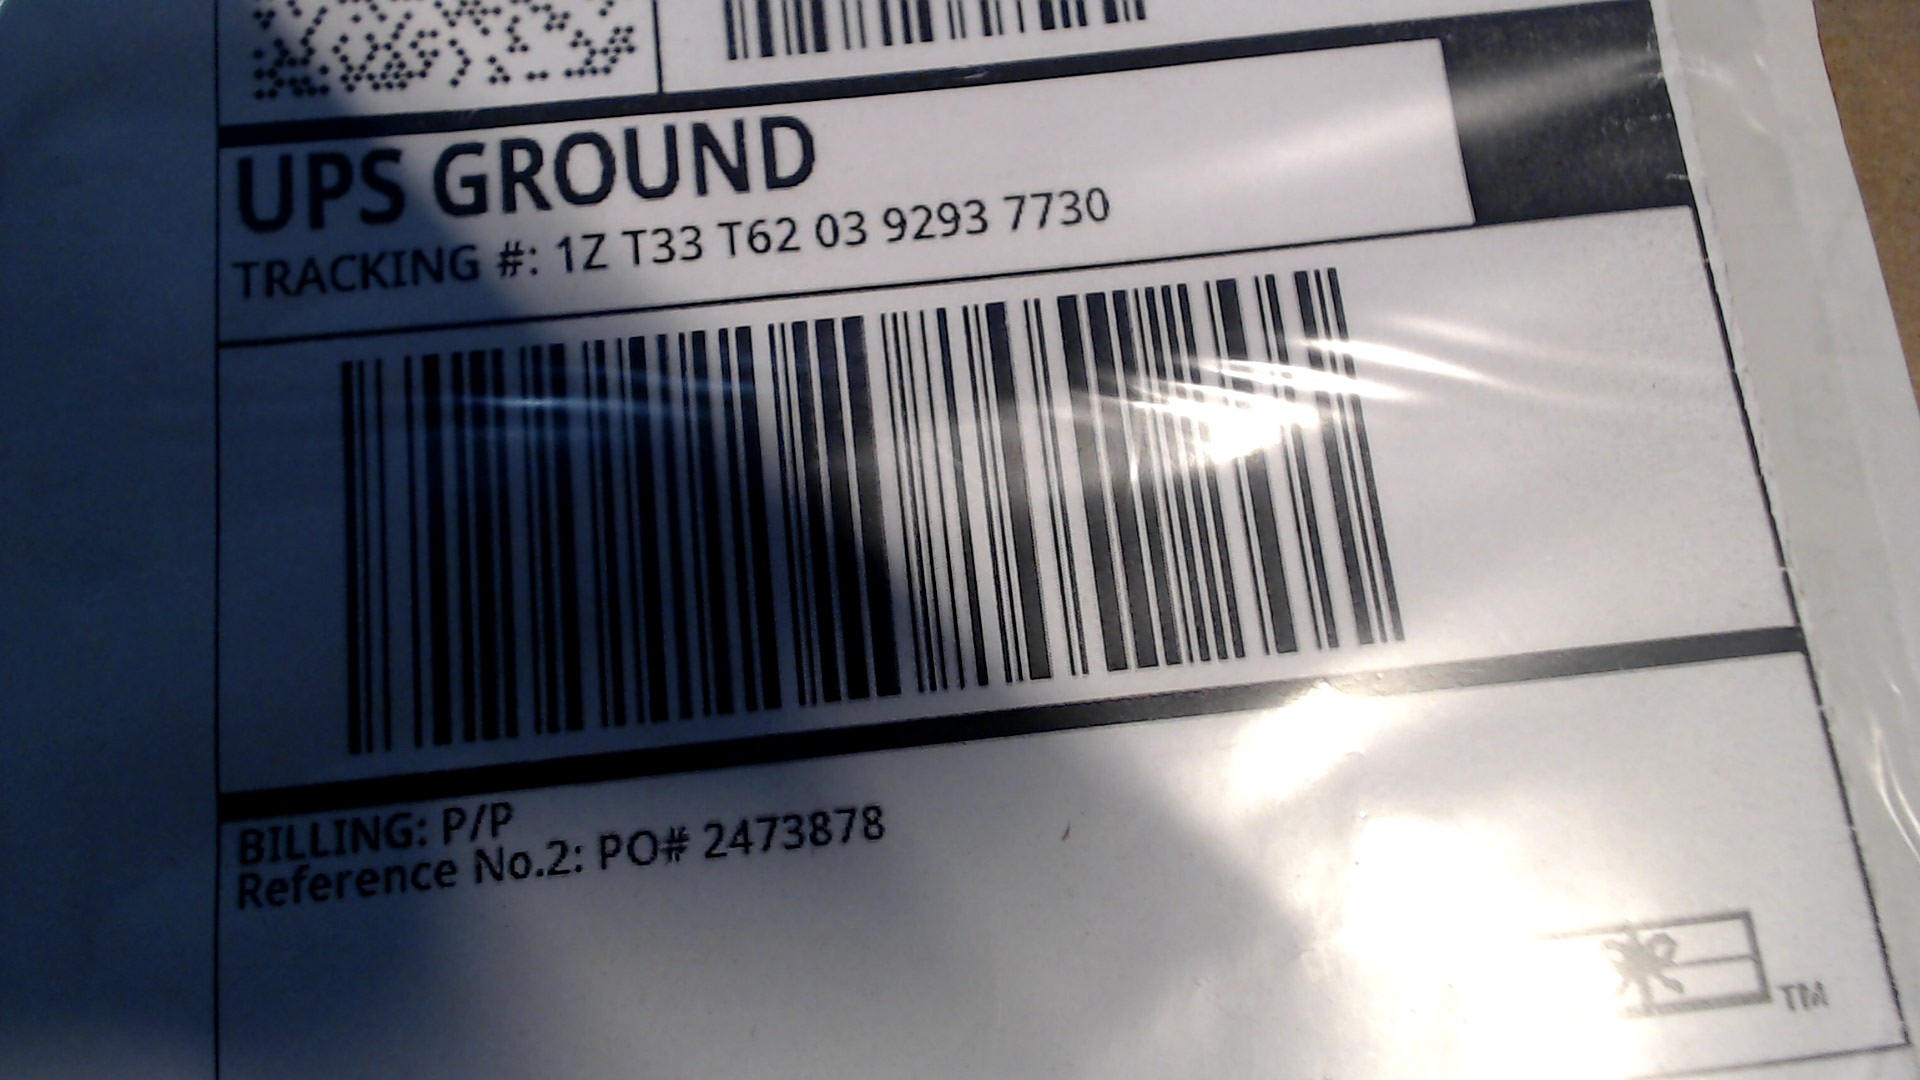 UPS GROUND
TRACKING #: 1Z T33 T62 03 9293 7730
BILLING: P/P
Reference No.2: PO# 2473878
TM